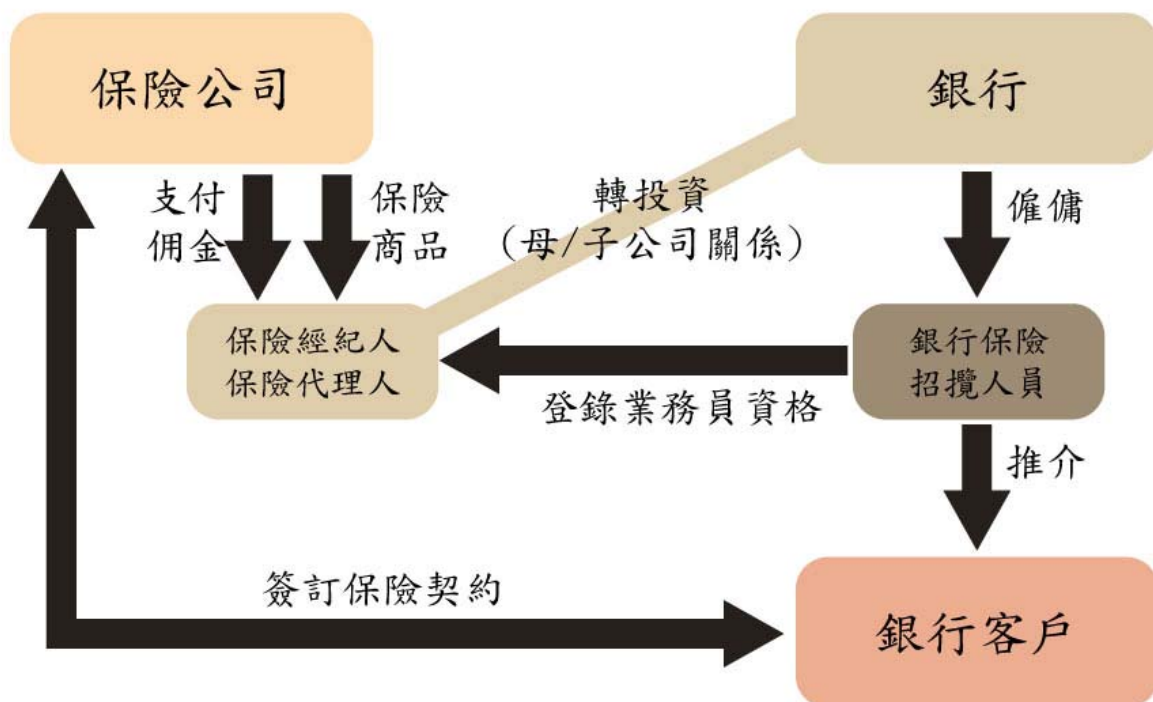 保險公司
銀行
支付
佣金
保險
商品
轉投資
(母/子公司關係)
僱傭
保險經紀人
保險代理人
銀行保險
招攬人員
登錄業務員資格
推介
簽訂保險契約
銀行客戶